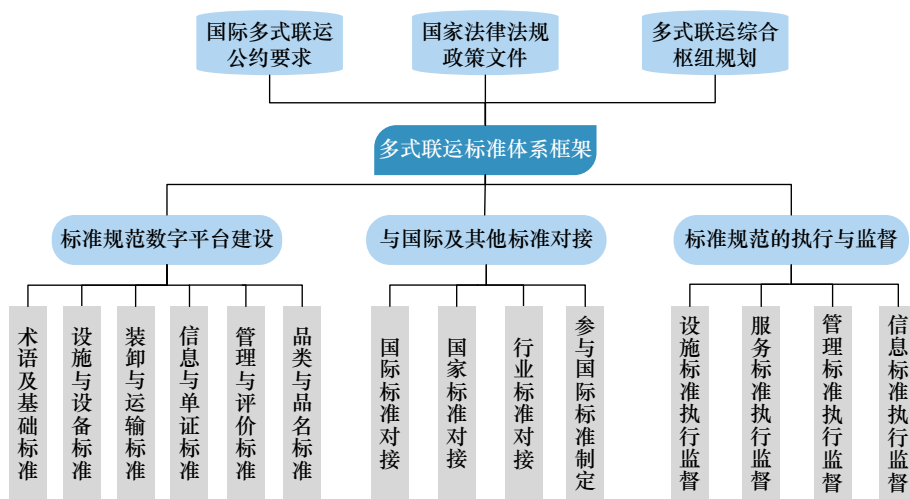 国际多式联运
公约要求
国家法律法规
政策文件
多式联运综合
枢纽规划
多式联运标准体系框架
标准规范数字平台建设
与国际及其他标准对接
标准规范的执行与监督
术语及基础标准
设施与设备标准
装卸与运输标准
信息与单证标准
管理与评价标准
品类与品名标准
国际标准对接
国家标准对接
行业标准对接
参与国际标准制定
设施标准执行监督
服务标准执行监督
管理标准执行监督
信息标准执行监督